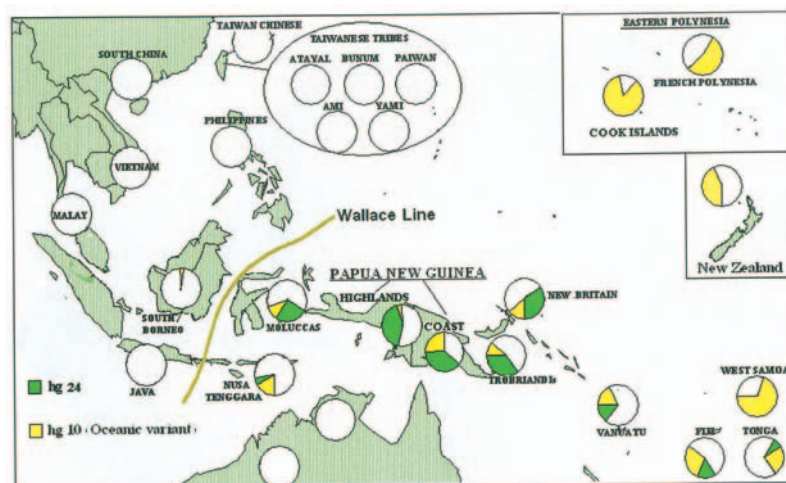 TAIWAN CHINESE
TAIWANESE TRIBES
ATAYAL BUNUM PAIWAN
AMI YAMI
SOUTH CHINA
PHILIPPINES
VIETNAM
MALAY
EASTERN POLYNESIA
FRENCH POLYNESIA
COOK ISLANDS
New Zealand
Wallace Line
PAPUA NEW GUINEA
HIGHLANDS
COAST
NEW BRITAIN
SOUTH
BORNEO
MOLUCCAS
TROBRIANDs
JAVA
NUSA
TENGGARA
VANUATU
WEST SAMOA
FIJI
TONGA
hg 24
hg 10 (Oceanic variant)